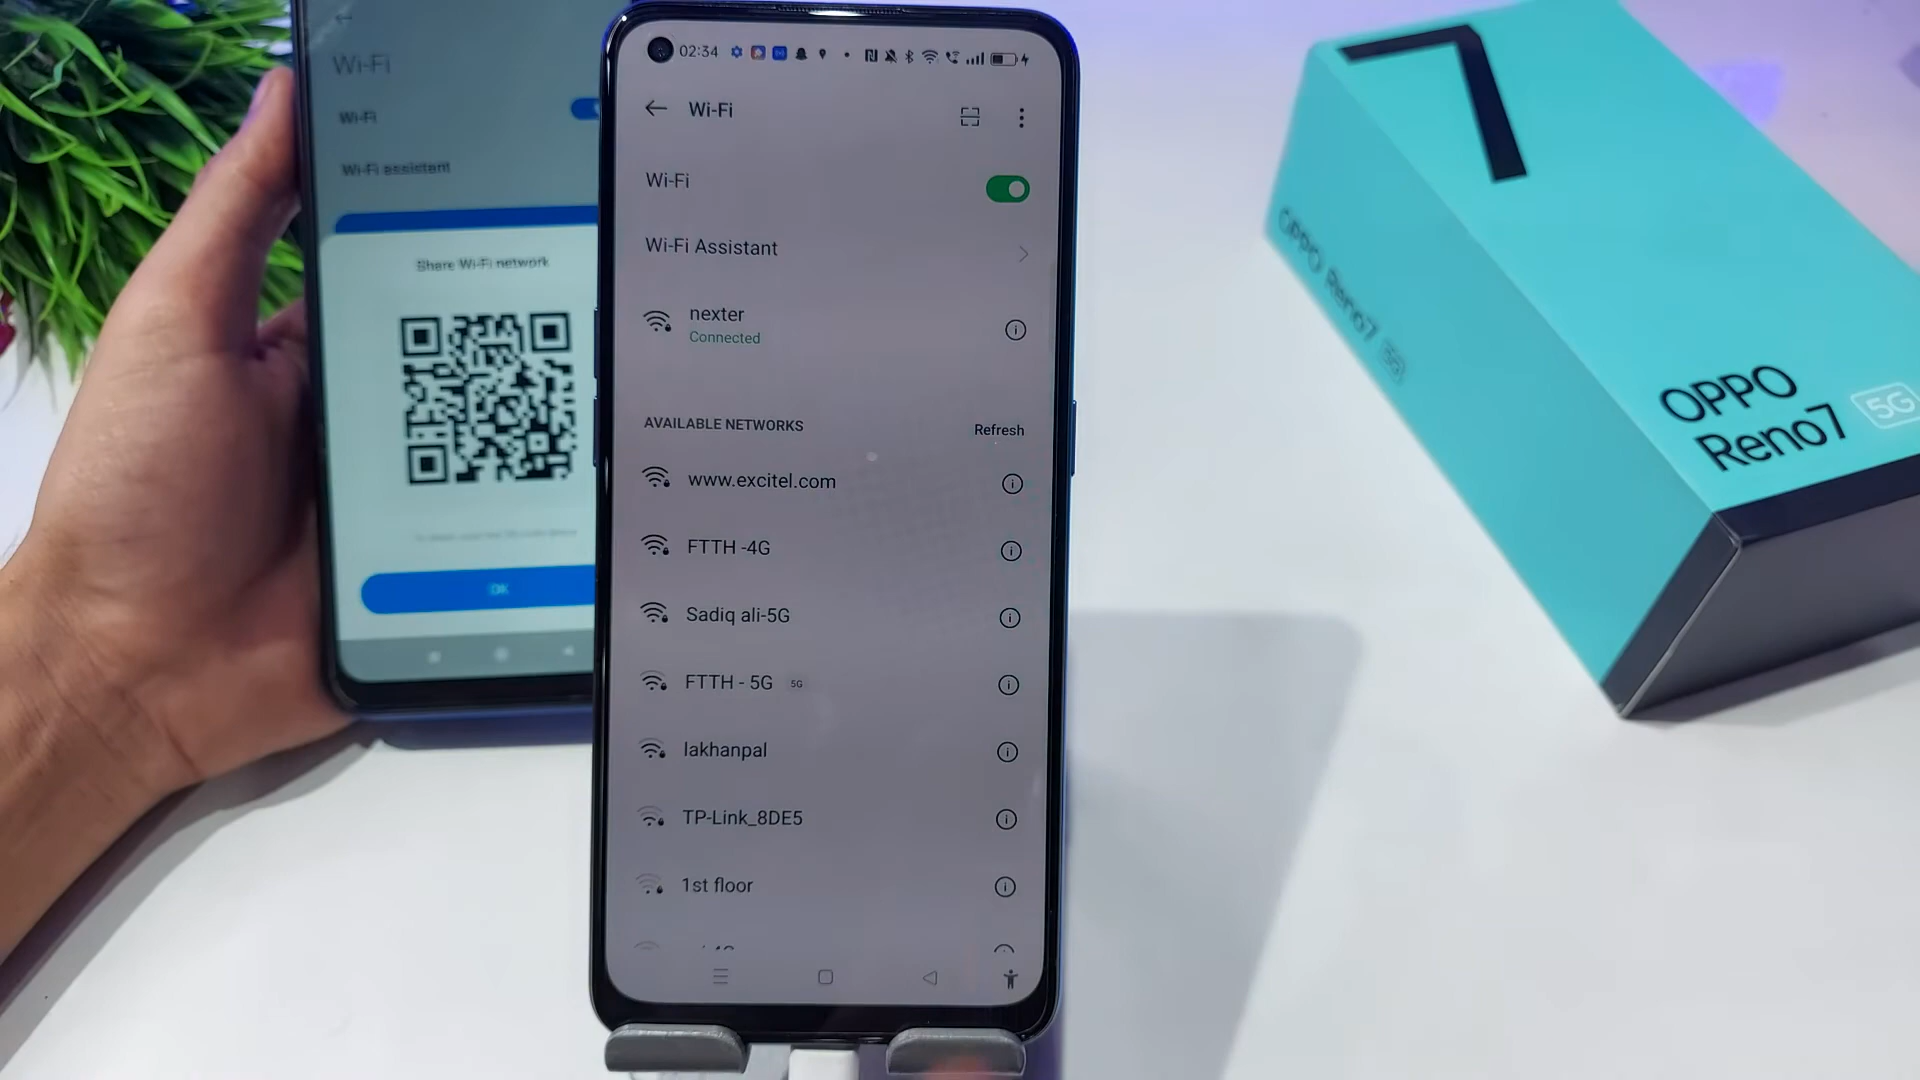 Wi-Fi
Wi-Fi
Wi-Fi assistant
Share Wi-Fi network
OK
02:34
Wi-Fi
Wi-Fi
Wi-Fi Assistant
nexter
Connected
AVAILABLE NETWORKS
Refresh
www.excitel.com
FTTH -4G
Sadiq ali-5G
FTTH - 5G 5G
lakhanpal
TP-Link_8DE5
1st floor
7
OPPO Reno7 5G
OPPO
Reno7 5G